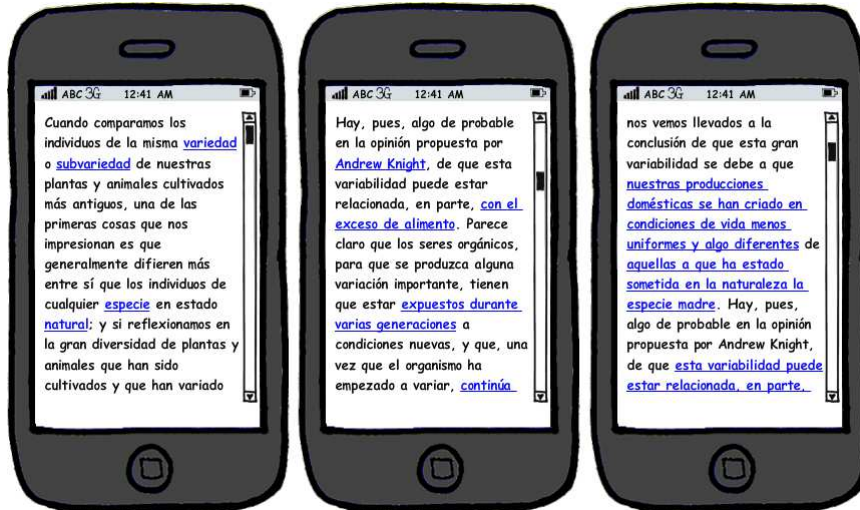 ABC 3G 12:41 AM
Cuando comparamos los
individuos de la misma variedad
o subvariedad de nuestras
plantas y animales cultivados
más antiguos, una de las
primeras cosas que nos
impresionan es que
generalmente difieren más
entre sí que los individuos de
cualquier especie en estado
natural; y si reflexionamos en
la gran diversidad de plantas y
animales que han sido
cultivados y que han variado
ABC 3G 12:41 AM
Hay, pues, algo de probable
en la opinión propuesta por
Andrew Knight, de que esta
variabilidad puede estar
relacionada, en parte, con el
exceso de alimento. Parece
claro que los seres orgánicos,
para que se produzca alguna
variación importante, tienen
que estar expuestos durante
varias generaciones a
condiciones nuevas, y que, una
vez que el organismo ha
empezado a variar, continúa
ABC 3G 12:41 AM
nos vemos llevados a la
conclusión de que esta gran
variabilidad se debe a que
nuestras producciones
domésticas se han criado en
condiciones de vida menos
uniformes y algo diferentes de
aquellas a que ha estado
sometida en la naturaleza la
especie madre. Hay, pues,
algo de probable en la opinión
propuesta por Andrew Knight,
de que esta variabilidad puede
estar relacionada, en parte,